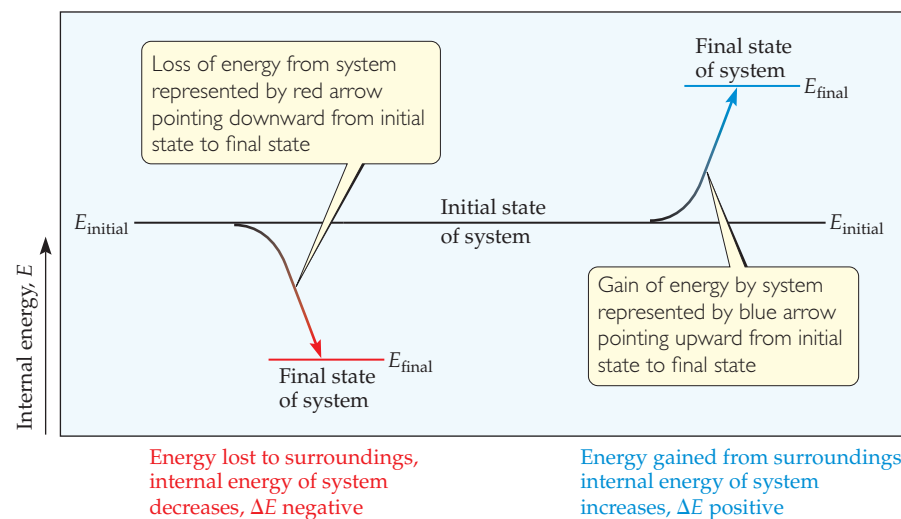 Loss of energy from system
represented by red arrow
pointing downward from initial
state to final state
Final state
of system
E_final
E_initial
Initial state
of system
E_initial
Internal energy, E
Gain of energy by system
represented by blue arrow
pointing upward from initial
state to final state
E_final
Final state
of system
Energy lost to surroundings,
internal energy of system
decreases, ΔE negative
Energy gained from surroundings
internal energy of system
increases, ΔE positive